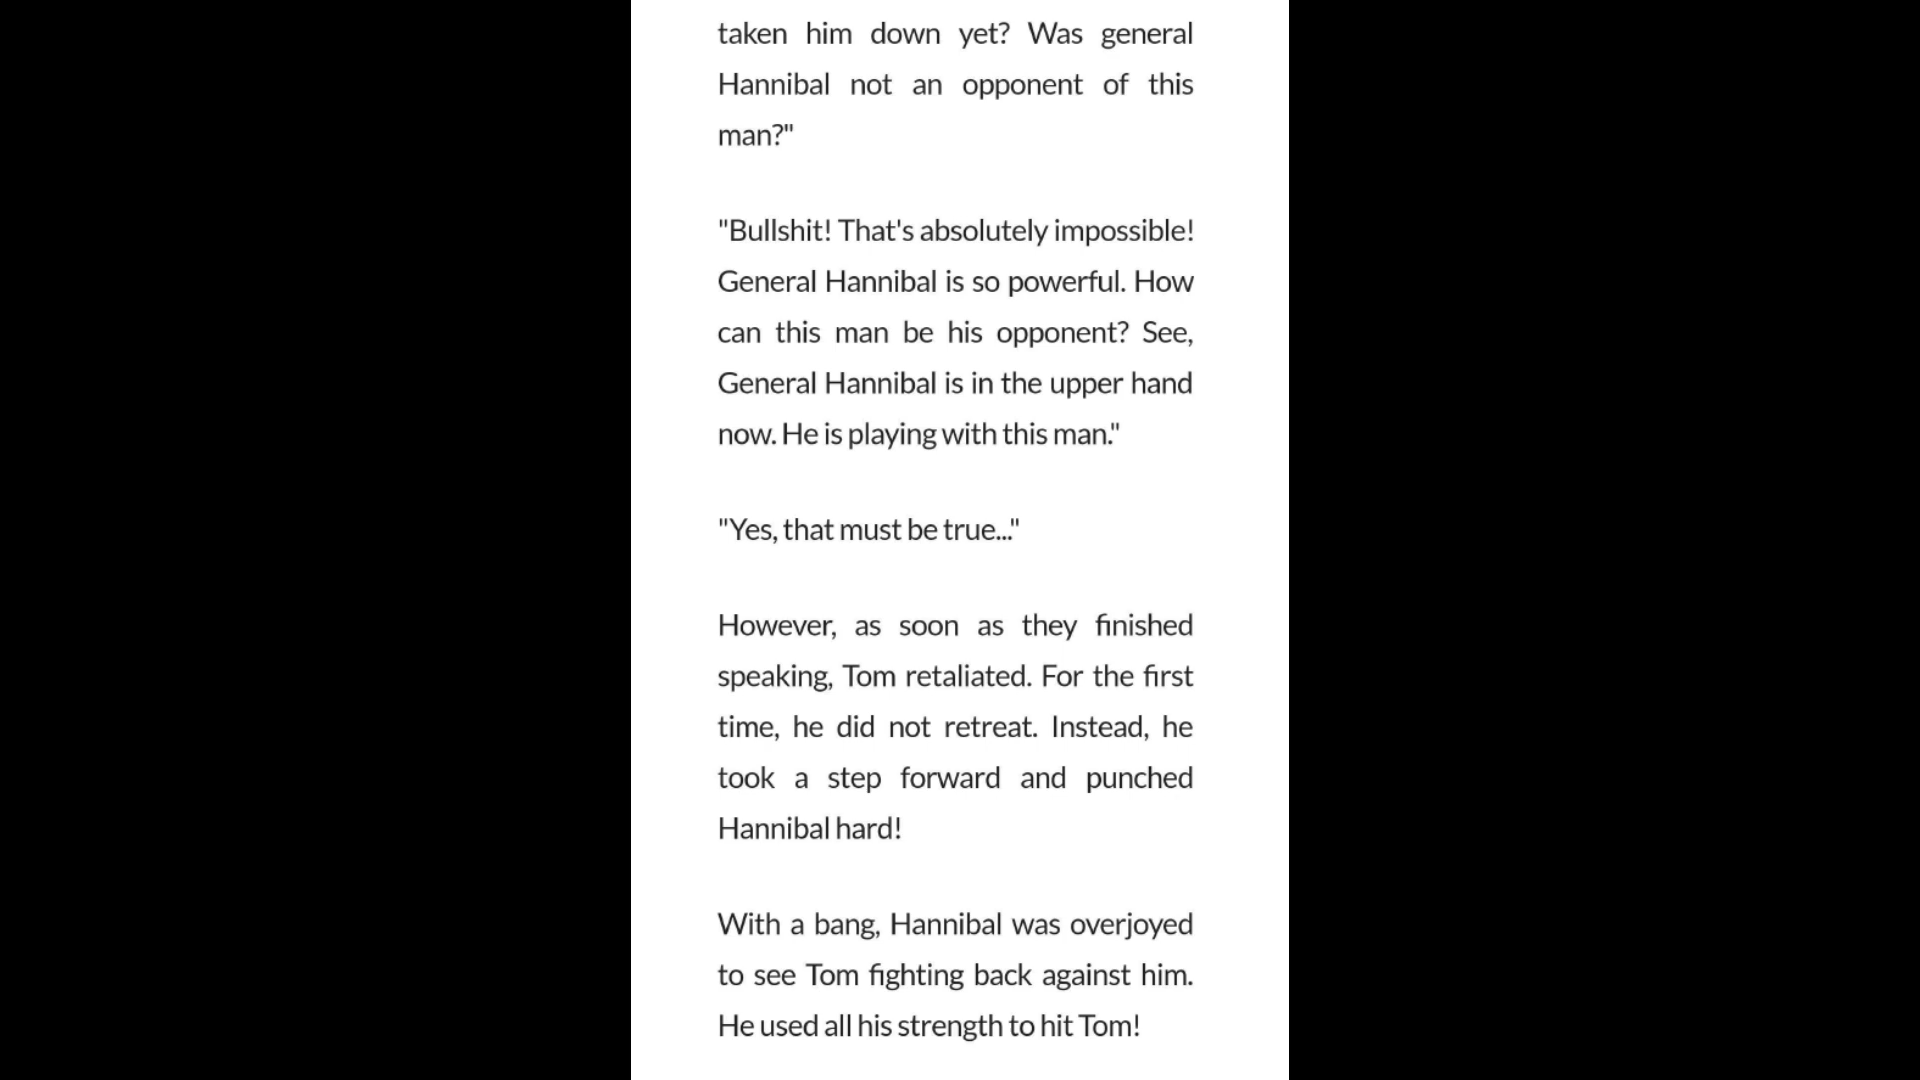 taken him down yet? Was general
Hannibal not an opponent of this
man?"
"Bullshit! That's absolutely impossible!
General Hannibal is so powerful. How
can this man be his opponent? See,
General Hannibal is in the upper hand
now. He is playing with this man."
"Yes, that must be true..."
However, as soon as they finished
speaking, Tom retaliated. For the first
time, he did not retreat. Instead, he
took a step forward and punched
Hannibal hard!
With a bang, Hannibal was overjoyed
to see Tom fighting back against him.
He used all his strength to hit Tom!